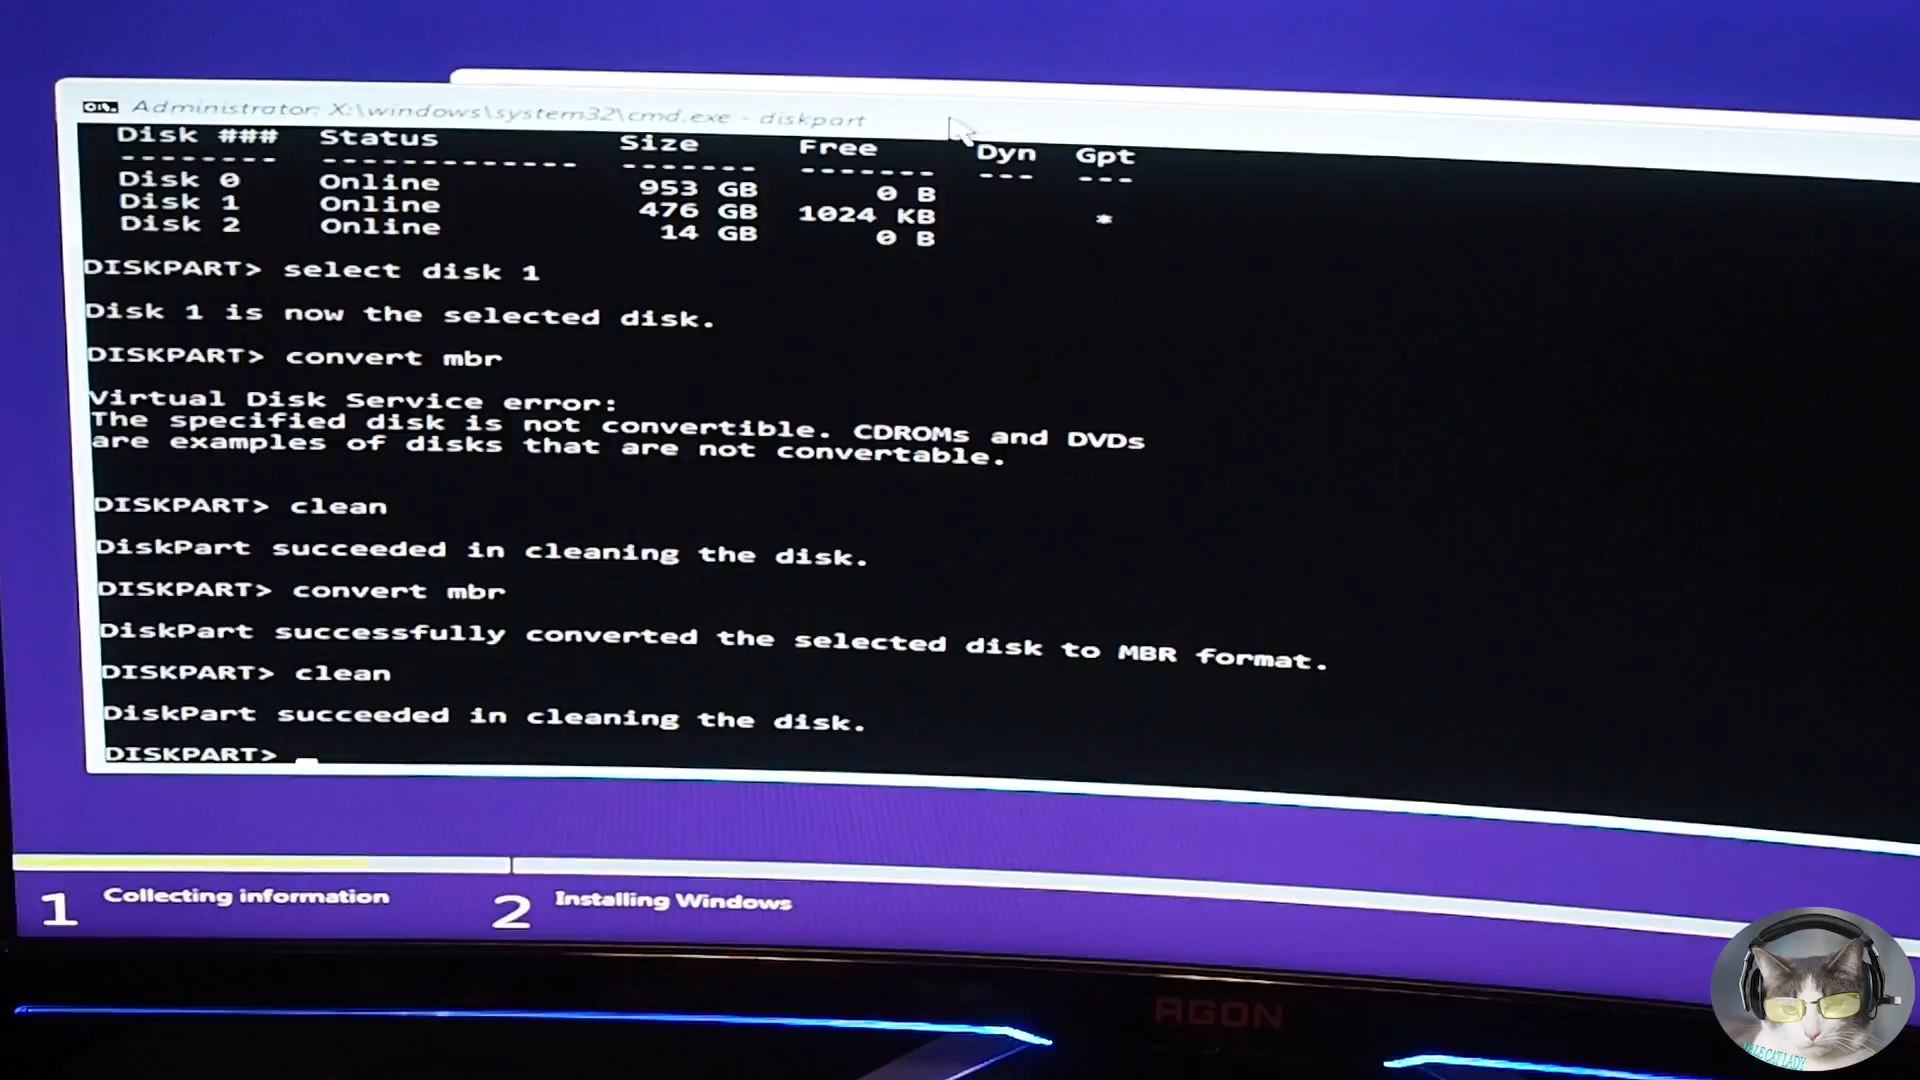 Administrator: X:\windows\system32\cmd.exe - diskpart
Disk ### Status Size Free Dyn Gpt
-------- ------------- ------- ------- --- ---
Disk 0 Online 953 GB 0 B
Disk 1 Online 476 GB 1024 KB *
Disk 2 Online 14 GB 0 B
DISKPART> select disk 1
Disk 1 is now the selected disk.
DISKPART> convert mbr
Virtual Disk Service error:
The specified disk is not convertible. CDROMs and DVDs
are examples of disks that are not convertable.
DISKPART> clean
DiskPart succeeded in cleaning the disk.
DISKPART> convert mbr
DiskPart successfully converted the selected disk to MBR format.
DISKPART> clean
DiskPart succeeded in cleaning the disk.
DISKPART>
1 Collecting information 2 Installing Windows
AGON